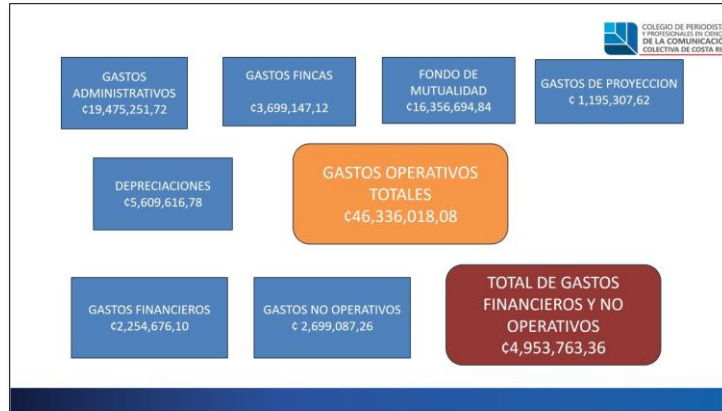 COLEGIO DE PERIODISTA
Y PROFESIONALES EN CIENC
DE LA COMUNICACIÓ
COLECTIVA DE COSTA RI
GASTOS
ADMINISTRATIVOS
¢19,475,251,72
GASTOS FINCAS
¢3,699,147,12
FONDO DE
MUTUALIDAD
¢16,356,694,84
GASTOS DE PROYECCION
¢ 1,195,307,62
DEPRECIACIONES
¢5,609,616,78
GASTOS OPERATIVOS
TOTALES
¢46,336,018,08
GASTOS FINANCIEROS
¢2,254,676,10
GASTOS NO OPERATIVOS
¢ 2,699,087,26
TOTAL DE GASTOS
FINANCIEROS Y NO
OPERATIVOS
¢4,953,763,36